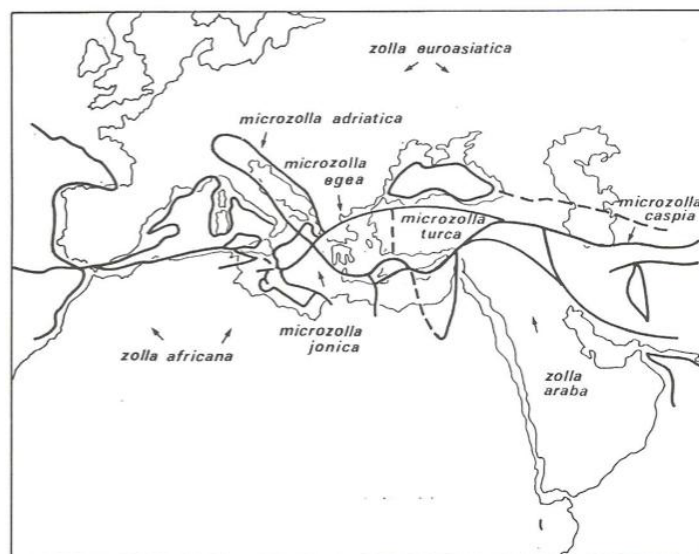 zolla euroasiatica
microzolla adriatica
microzolla
egea
microzolla
caspia
microzolla
turca
microzolla
jonica
zolla africana
zolla
araba